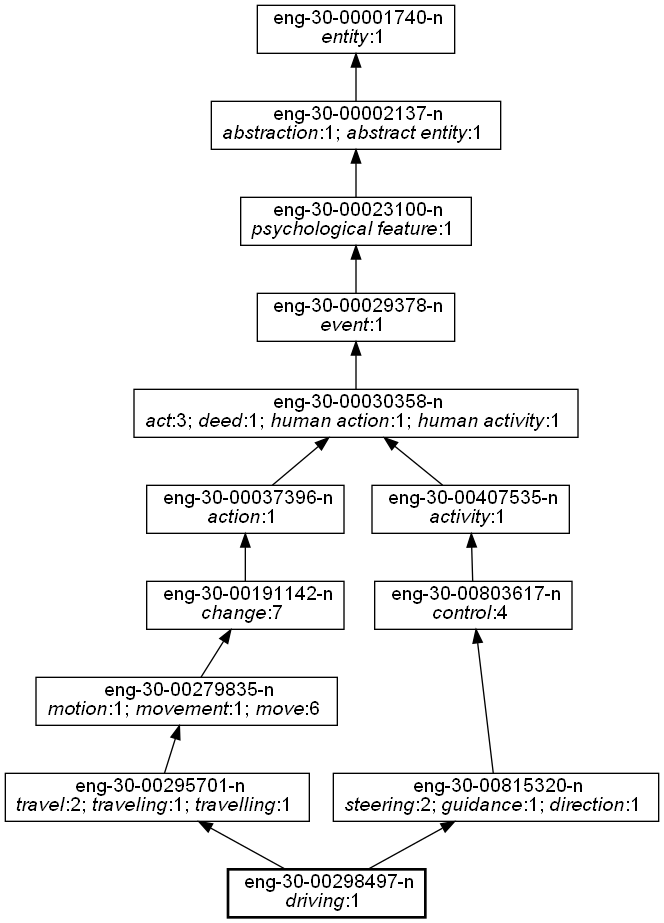 eng-30-00001740-n
entity:1
eng-30-00002137-n
abstraction:1; abstract entity:1
eng-30-00023100-n
psychological feature:1
eng-30-00029378-n
event:1
eng-30-00030358-n
act:3; deed:1; human action:1; human activity:1
eng-30-00037396-n
action:1
eng-30-00407535-n
activity:1
eng-30-00191142-n
change:7
eng-30-00803617-n
control:4
eng-30-00279835-n
motion:1; movement:1; move:6
eng-30-00295701-n
travel:2; traveling:1; travelling:1
eng-30-00815320-n
steering:2; guidance:1; direction:1
eng-30-00298497-n
driving:1